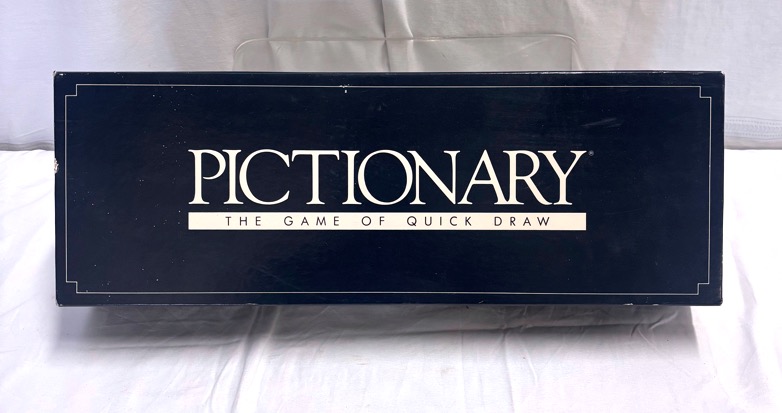 PICTIONARY®
THE GAME OF QUICK DRAW